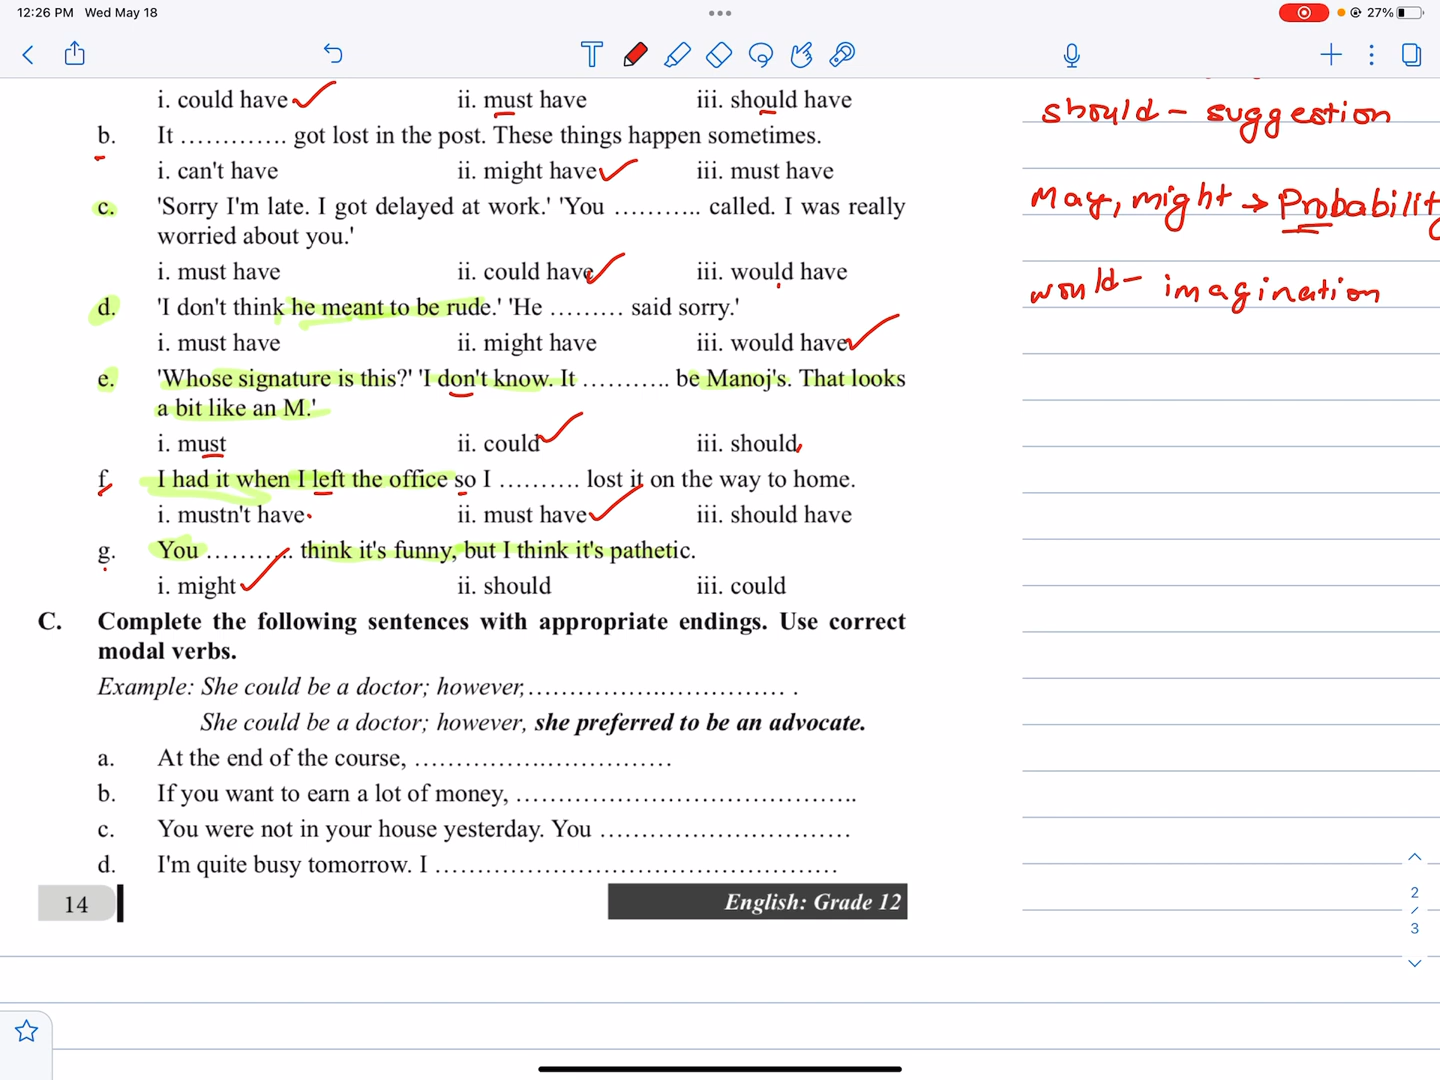 12:26 PM Wed May 18
27%
i. could have ii. must have iii. should have
should - suggestion
b. It ............. got lost in the post. These things happen sometimes.
i. can't have ii. might have iii. must have
May, might → Probabilit
c. 'Sorry I'm late. I got delayed at work.' 'You ........... called. I was really
worried about you.'
i. must have ii. could have iii. would have
would - imagination
d. 'I don't think he meant to be rude.' 'He ......... said sorry.'
i. must have ii. might have iii. would have
e. 'Whose signature is this?' 'I don't know. It ........... be Manoj's. That looks
a bit like an M.'
i. must ii. could iii. should
f. I had it when I left the office so I .......... lost it on the way to home.
i. mustn't have ii. must have iii. should have
g. You ........... think it's funny, but I think it's pathetic.
i. might ii. should iii. could
C. Complete the following sentences with appropriate endings. Use correct
modal verbs.
Example: She could be a doctor; however,............................... .
She could be a doctor; however, she preferred to be an advocate.
a. At the end of the course, ...............................
b. If you want to earn a lot of money, .........................................
c. You were not in your house yesterday. You ..............................
d. I'm quite busy tomorrow. I ................................................
14 English: Grade 12
2
/
3